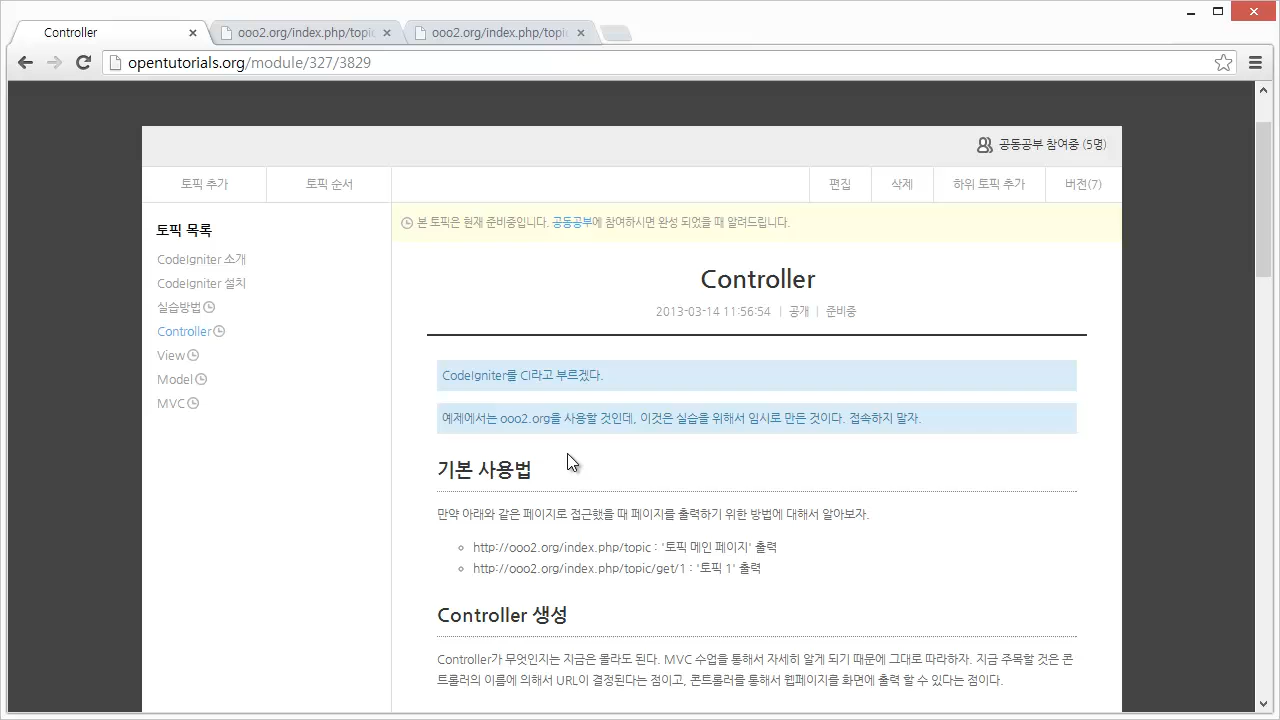 Controller
ooo2.org/index.php/topic
ooo2.org/index.php/topic
opentutorials.org/module/327/3829
공동공부 참여중 (5명)
토픽 추가
토픽 순서
편집
삭제
하위 토픽 추가
버전(7)
토픽 목록
CodeIgniter 소개
CodeIgniter 설치
실습방법
Controller
View
Model
MVC
본 토픽은 현재 준비중입니다. 공동공부에 참여하시면 완성 되었을 때 알려드립니다.
Controller
2013-03-14 11:56:54 | 공개 | 준비중
CodeIgniter를 CI라고 부르겠다.
예제에서는 ooo2.org을 사용할 것인데, 이것은 실습을 위해서 임시로 만든 것이다. 접속하지 말자.
기본 사용법
만약 아래와 같은 페이지로 접근했을 때 페이지를 출력하기 위한 방법에 대해서 알아보자.
http://ooo2.org/index.php/topic : '토픽 메인 페이지' 출력
http://ooo2.org/index.php/topic/get/1 : '토픽 1' 출력
Controller 생성
Controller가 무엇인지는 지금은 몰라도 된다. MVC 수업을 통해서 자세히 알게 되기 때문에 그대로 따라하자. 지금 주목할 것은 콘
트롤러의 이름에 의해서 URL이 결정된다는 점이고, 콘트롤러를 통해서 웹페이지를 화면에 출력 할 수 있다는 점이다.